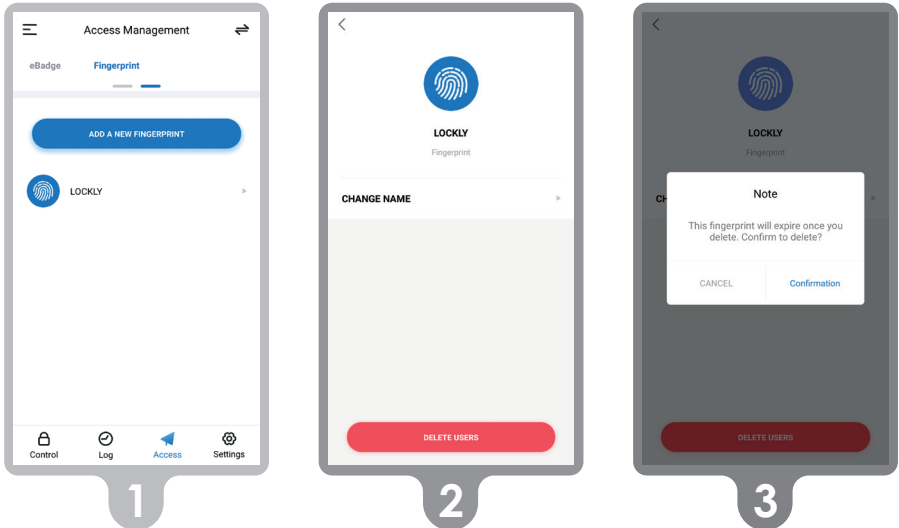 Access Management
eBadge Fingerprint
ADD A NEW FINGERPRINT
LOCKLY
Control Log Access Settings
1
LOCKLY
Fingerprint
CHANGE NAME
DELETE USERS
2
LOCKLY
Fingerprint
CH
Note
This fingerprint will expire once you
delete. Confirm to delete?
CANCEL Confirmation
DELETE USERS
3